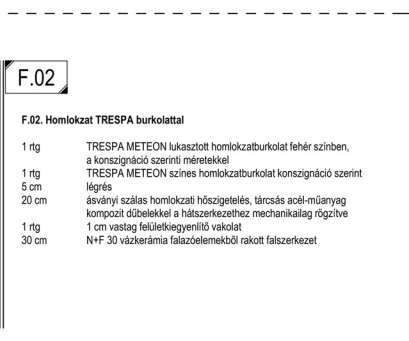 F.02
F.02. Homlokzat TRESPA burkolattal
1 rtg TRESPA METEON lukasztott homlokzatburkolat fehér színben,
a konszignáció szerinti méretekkel
1 rtg TRESPA METEON színes homlokzatburkolat konszignáció szerint
5 cm légrés
20 cm ásványi szálas homlokzati hőszigetelés, tárcsás acél-műanyag
kompozit dűbelekkel a hátszerkezethez mechanikailag rögzítve
1 rtg 1 cm vastag felületkiegyenlítő vakolat
30 cm N+F 30 vázkerámia falazóelemekből rakott falszerkezet